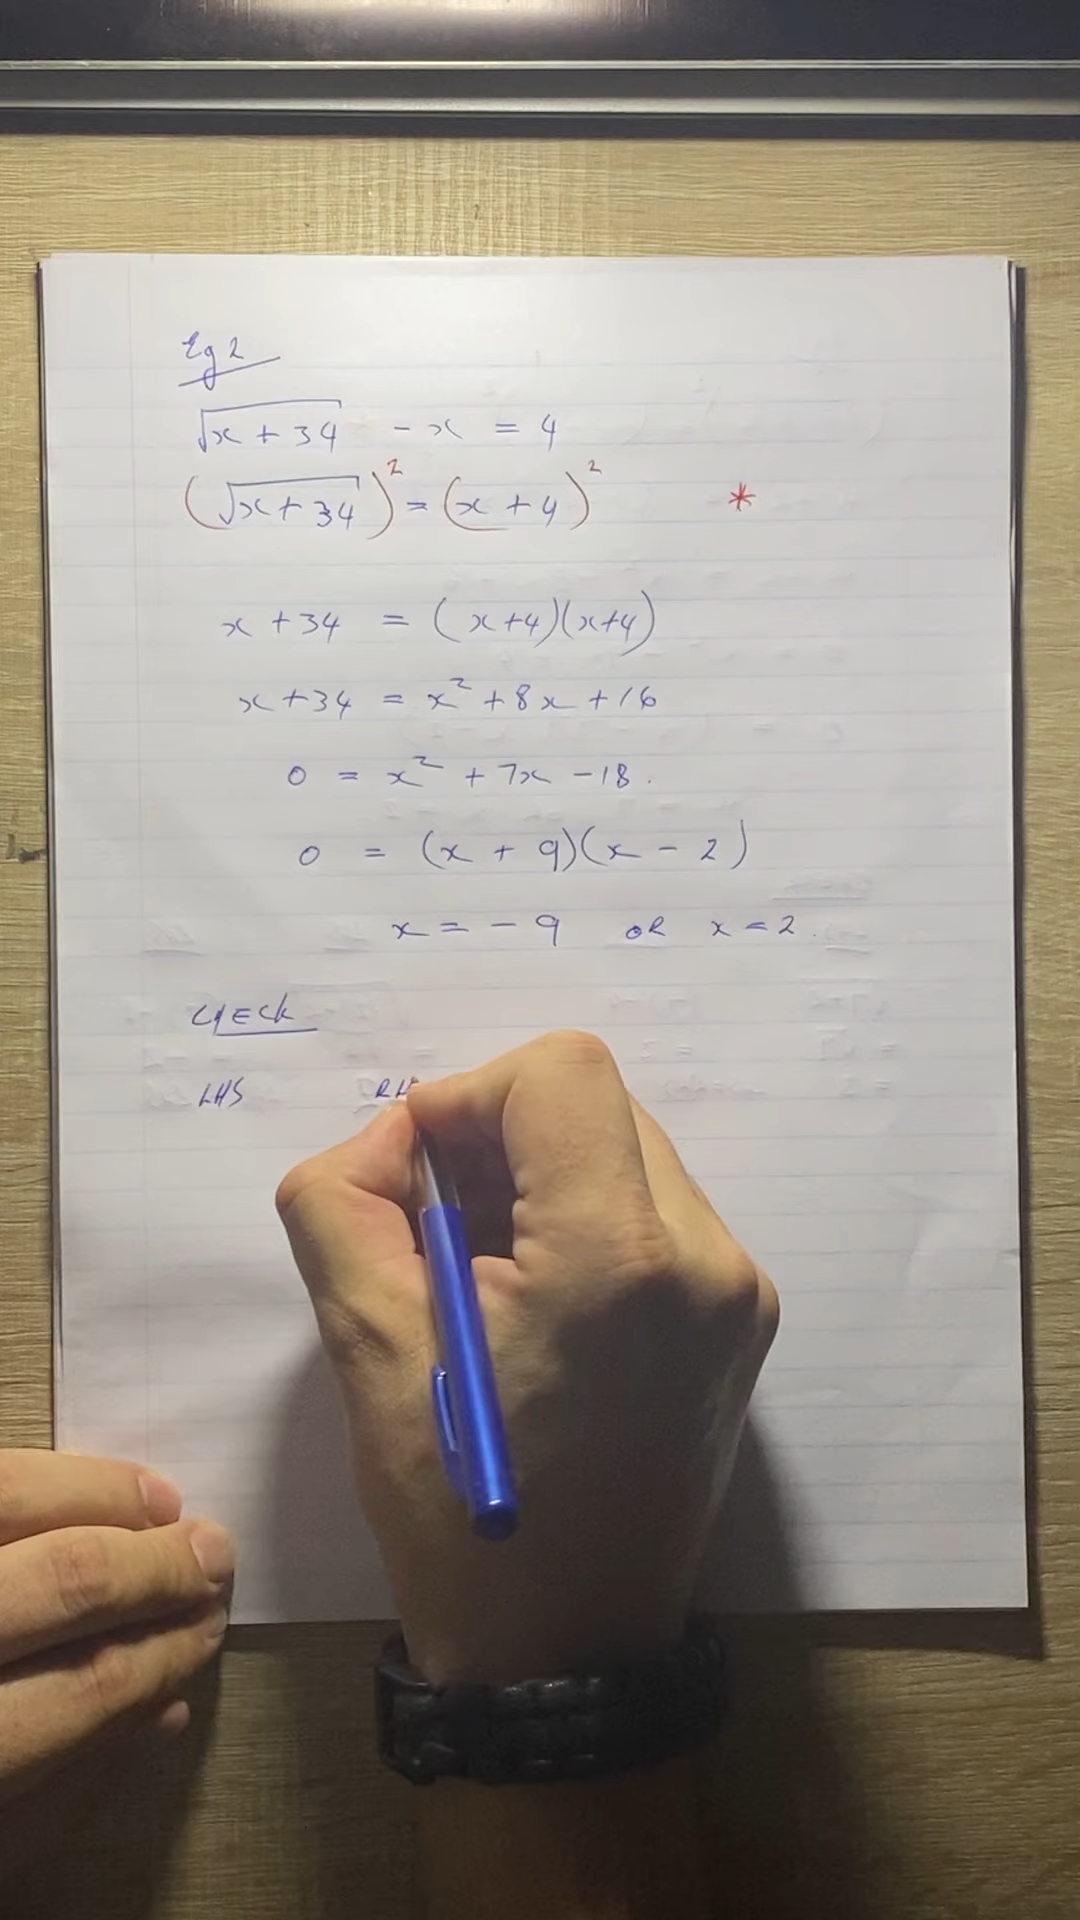 Eg 2
√(x + 34) - x = 4
(√(x + 34))² = (x + 4)² *
x + 34 = (x+4)(x+4)
x + 34 = x² + 8x + 16
0 = x² + 7x - 18.
0 = (x + 9)(x - 2)
x = - 9 OR x = 2.
CHECK
LHS RH